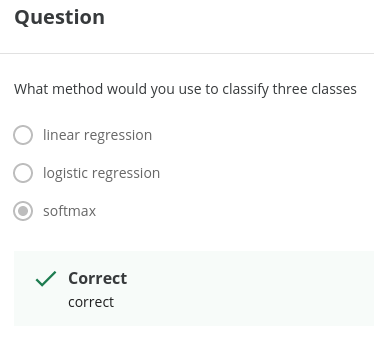 Question
What method would you use to classify three classes
linear regression
logistic regression
softmax
Correct
correct